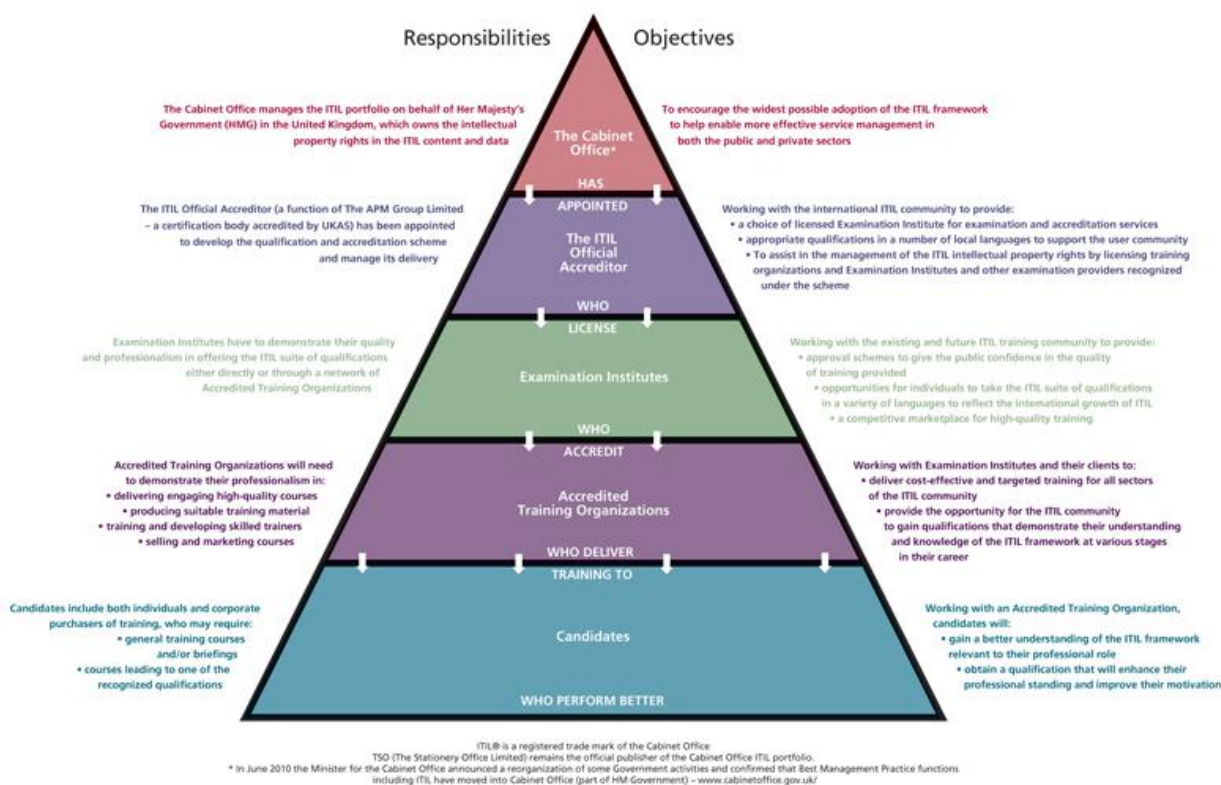 Responsibilities
Objectives
The Cabinet Office manages the ITIL portfolio on behalf of Her Majesty's
Government (HMG) in the United Kingdom, which owns the intellectual
property rights in the ITIL content and data
The Cabinet
Office*
To encourage the widest possible adoption of the ITIL framework
to help enable more effective service management in
both the public and private sectors
HAS
APPOINTED
The ITIL Official Accreditor (a function of The APM Group Limited
– a certification body accredited by UKAS) has been appointed
to develop the qualification and accreditation scheme
and manage its delivery
The ITIL
Official
Accreditor
Working with the international ITIL community to provide:
• a choice of licensed Examination Institute for examination and accreditation services
• appropriate qualifications in a number of local languages to support the user community
• To assist in the management of the ITIL intellectual property rights by licensing training
organizations and Examination Institutes and other examination providers recognized
under the scheme
WHO
LICENSE
Examination Institutes have to demonstrate their quality
and professionalism in offering the ITIL suite of qualifications
either directly or through a network of
Accredited Training Organizations
Examination Institutes
Working with the existing and future ITIL training community to provide:
• approval schemes to give the public confidence in the quality
of training provided
• opportunities for individuals to take the ITIL suite of qualifications
in a variety of languages to reflect the international growth of ITIL
• a competitive marketplace for high-quality training
WHO
ACCREDIT
Accredited Training Organizations will need
to demonstrate their professionalism in:
• delivering engaging high-quality courses
• producing suitable training material
• training and developing skilled trainers
• selling and marketing courses
Accredited
Training Organizations
Working with Examination Institutes and their clients to:
• deliver cost-effective and targeted training for all sectors
of the ITIL community
• provide the opportunity for the ITIL community
to gain qualifications that demonstrate their understanding
and knowledge of the ITIL framework at various stages
in their career
WHO DELIVER
TRAINING TO
Candidates include both individuals and corporate
purchasers of training, who may require:
• general training courses
and/or briefings
• courses leading to one of the
recognized qualifications
Candidates
Working with an Accredited Training Organization,
candidates will:
• gain a better understanding of the ITIL framework
relevant to their professional role
• obtain a qualification that will enhance their
professional standing and improve their motivation
WHO PERFORM BETTER
ITIL® is a registered trade mark of the Cabinet Office
TSO (The Stationery Office Limited) remains the official publisher of the Cabinet Office ITIL portfolio.
* In June 2010 the Minister for the Cabinet Office announced a reorganization of some Government activities and confirmed that Best Management Practice functions
including ITIL have moved into Cabinet Office (part of HM Government) – www.cabinetoffice.gov.uk/